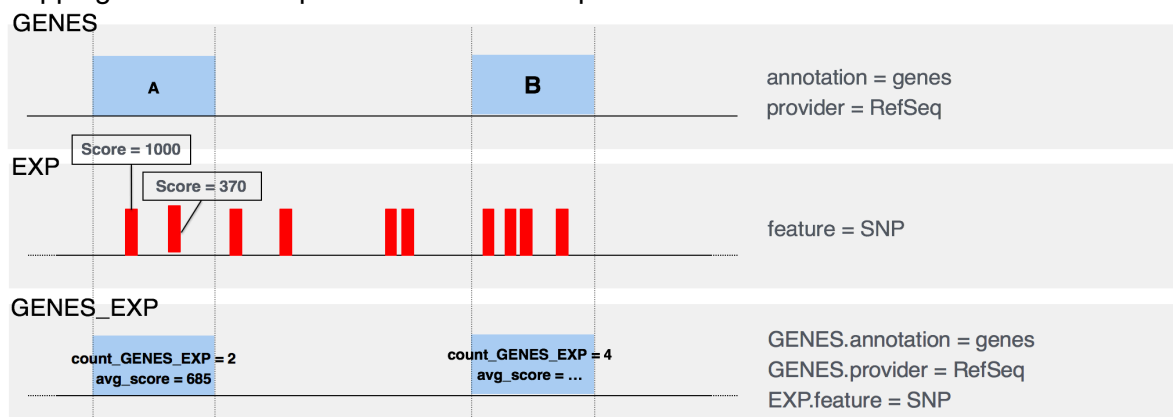 GENES
A
B
annotation = genes
provider = RefSeq
Score = 1000
EXP
Score = 370
feature = SNP
GENES_EXP
count_GENES_EXP = 2
avg_score = 685
count_GENES_EXP = 4
avg_score = ...
GENES.annotation = genes
GENES.provider = RefSeq
EXP.feature = SNP